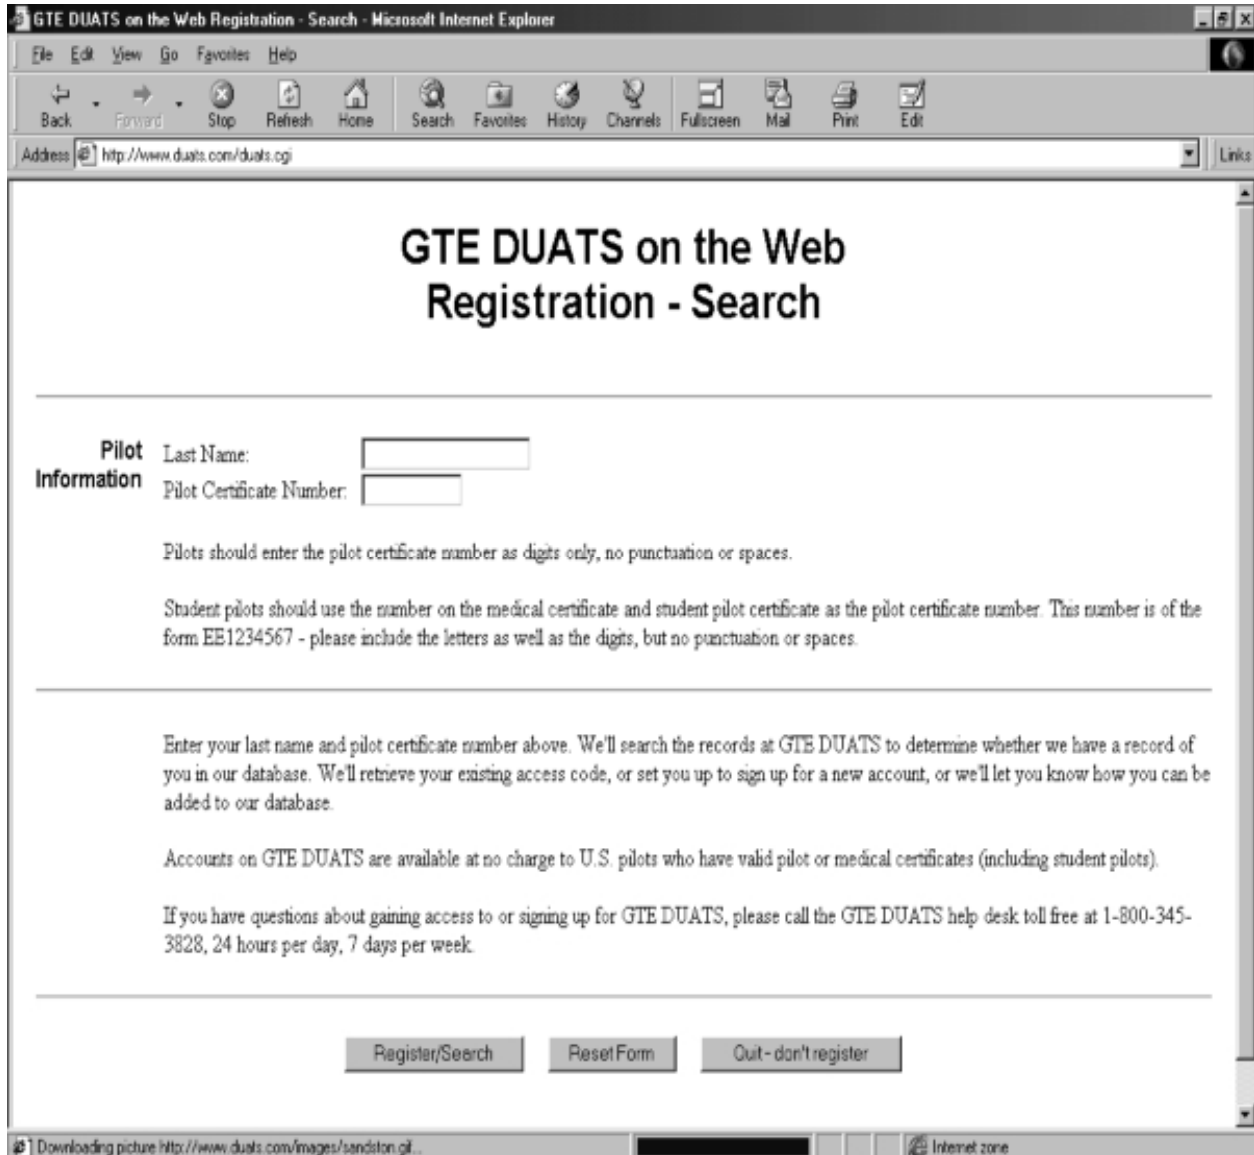 GTE DUATS on the Web Registration - Search - Microsoft Internet Explorer
File Edit View Go Favorites Help
Back Forward Stop Refresh Home Search Favorites History Channels Fullscreen Mail Print Edit
Address http://www.duats.com/duats.cgi Links
GTE DUATS on the Web
Registration - Search
Pilot Information
Last Name:
Pilot Certificate Number:
Pilots should enter the pilot certificate number as digits only, no punctuation or spaces.
Student pilots should use the number on the medical certificate and student pilot certificate as the pilot certificate number. This number is of the
form EE1234567 - please include the letters as well as the digits, but no punctuation or spaces.
Enter your last name and pilot certificate number above. We'll search the records at GTE DUATS to determine whether we have a record of
you in our database. We'll retrieve your existing access code, or set you up to sign up for a new account, or we'll let you know how you can be
added to our database.
Accounts on GTE DUATS are available at no charge to U.S. pilots who have valid pilot or medical certificates (including student pilots).
If you have questions about gaining access to or signing up for GTE DUATS, please call the GTE DUATS help desk toll free at 1-800-345-
3828, 24 hours per day, 7 days per week.
Register/Search Reset Form Quit - don't register
Downloading picture http://www.duats.com/images/sandston.gif... Internet zone